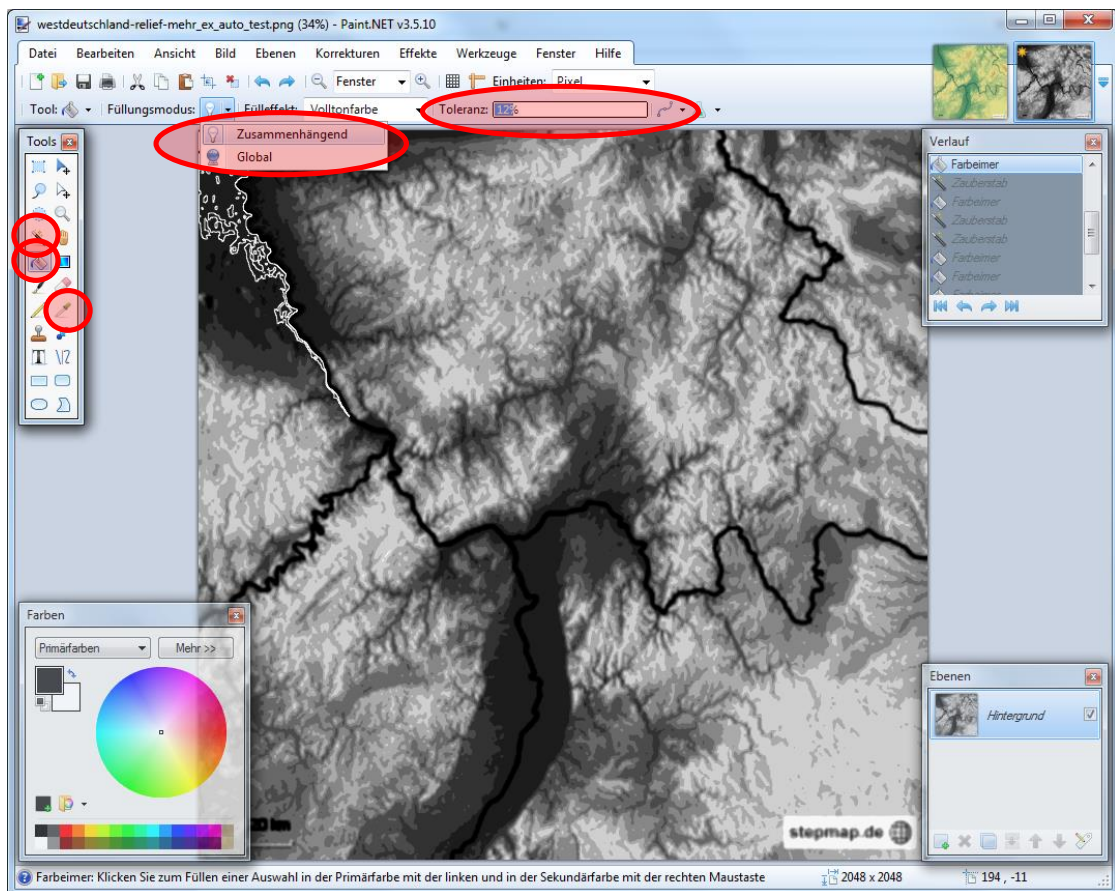 westdeutschland-relief-mehr_ex_auto_test.png (34%) - Paint.NET v3.5.10
Datei Bearbeiten Ansicht Bild Ebenen Korrekturen Effekte Werkzeuge Fenster Hilfe
Fenster Einheiten: Pixel
Tool: Füllungsmodus: Fülleffekt: Volltonfarbe Toleranz: 12%
Zusammenhängend
Global
Tools
Verlauf
Farbeimer
Zauberstab
Farbeimer
Zauberstab
Zauberstab
Farbeimer
Farbeimer
Farbeimer
Farben
Primärfarben Mehr >>
km
stepmap.de
Ebenen
Hintergrund
Farbeimer: Klicken Sie zum Füllen einer Auswahl in der Primärfarbe mit der linken und in der Sekundärfarbe mit der rechten Maustaste 2048 x 2048 194 , -11